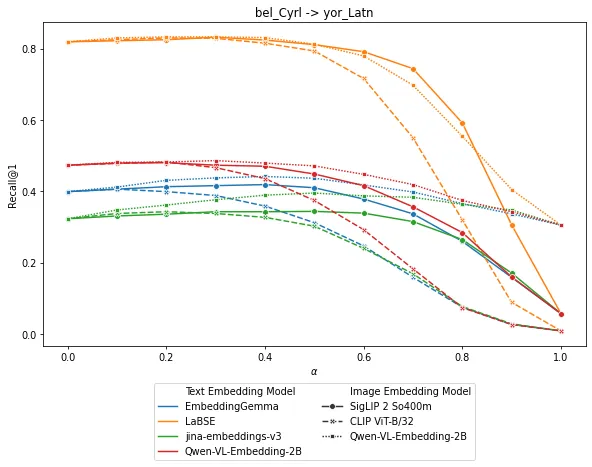 bel_Cyrl -> yor_Latn
Recall@1
0.8
0.6
0.4
0.2
0.0
0.0 0.2 0.4 0.6 0.8 1.0
α
Text Embedding Model Image Embedding Model
EmbeddingGemma SigLIP 2 So400m
LaBSE CLIP ViT-B/32
jina-embeddings-v3 Qwen-VL-Embedding-2B
Qwen-VL-Embedding-2B